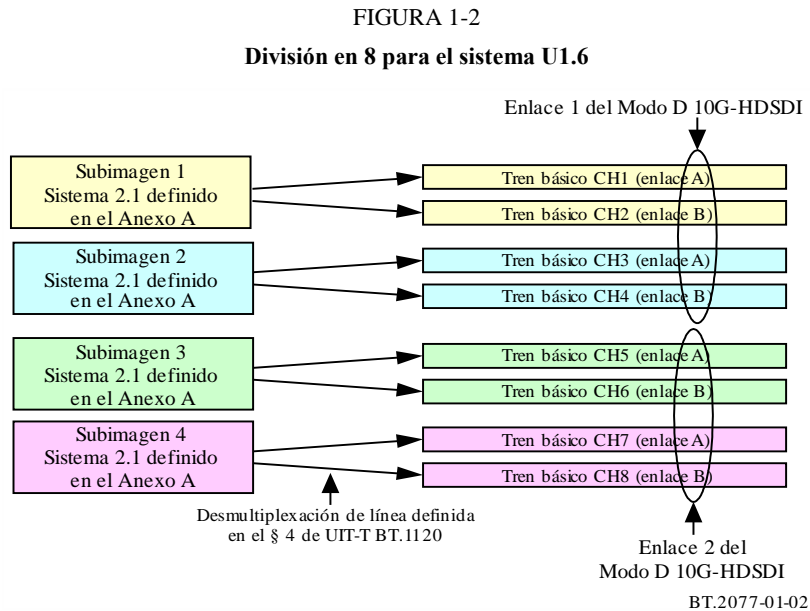 FIGURA 1-2
División en 8 para el sistema U1.6
Enlace 1 del Modo D 10G-HDSDI
Subimagen 1
Sistema 2.1 definido
en el Anexo A
Tren básico CH1 (enlace A)
Tren básico CH2 (enlace B)
Subimagen 2
Sistema 2.1 definido
en el Anexo A
Tren básico CH3 (enlace A)
Tren básico CH4 (enlace B)
Subimagen 3
Sistema 2.1 definido
en el Anexo A
Tren básico CH5 (enlace A)
Tren básico CH6 (enlace B)
Subimagen 4
Sistema 2.1 definido
en el Anexo A
Tren básico CH7 (enlace A)
Tren básico CH8 (enlace B)
Desmultiplexación de línea definida
en el § 4 de UIT-T BT.1120
Enlace 2 del
Modo D 10G-HDSDI
BT.2077-01-02